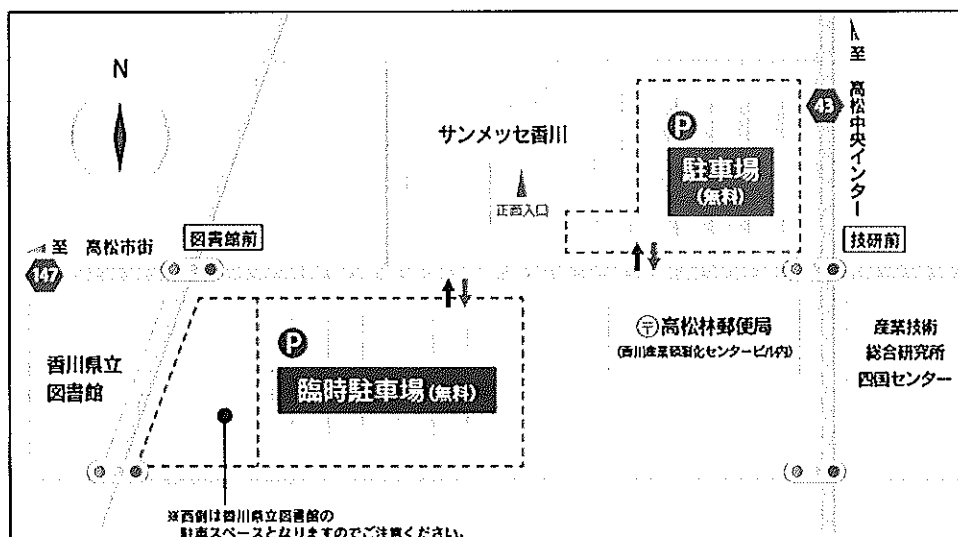 N
至 高松中央インター
43
サンメッセ香川
正面入口
P
駐車場
(無料)
至 高松市街
147
図書館前
技研前
香川県立
図書館
P
臨時駐車場(無料)
〒高松林郵便局
(香川産業頭脳化センタービル内)
産業技術
総合研究所
四国センター
※西側は香川県立図書館の
駐車スペースとなりますのでご注意ください。